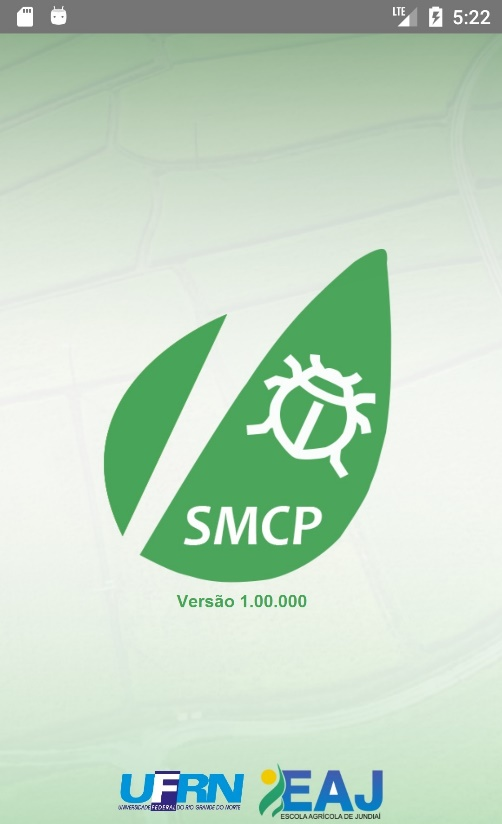 LTE 5:22
SMCP
Versão 1.00.000
UFRN EAJ
UNIVERSIDADE FEDERAL DO RIO GRANDE DO NORTE
ESCOLA AGRÍCOLA DE JUNDIAÍ